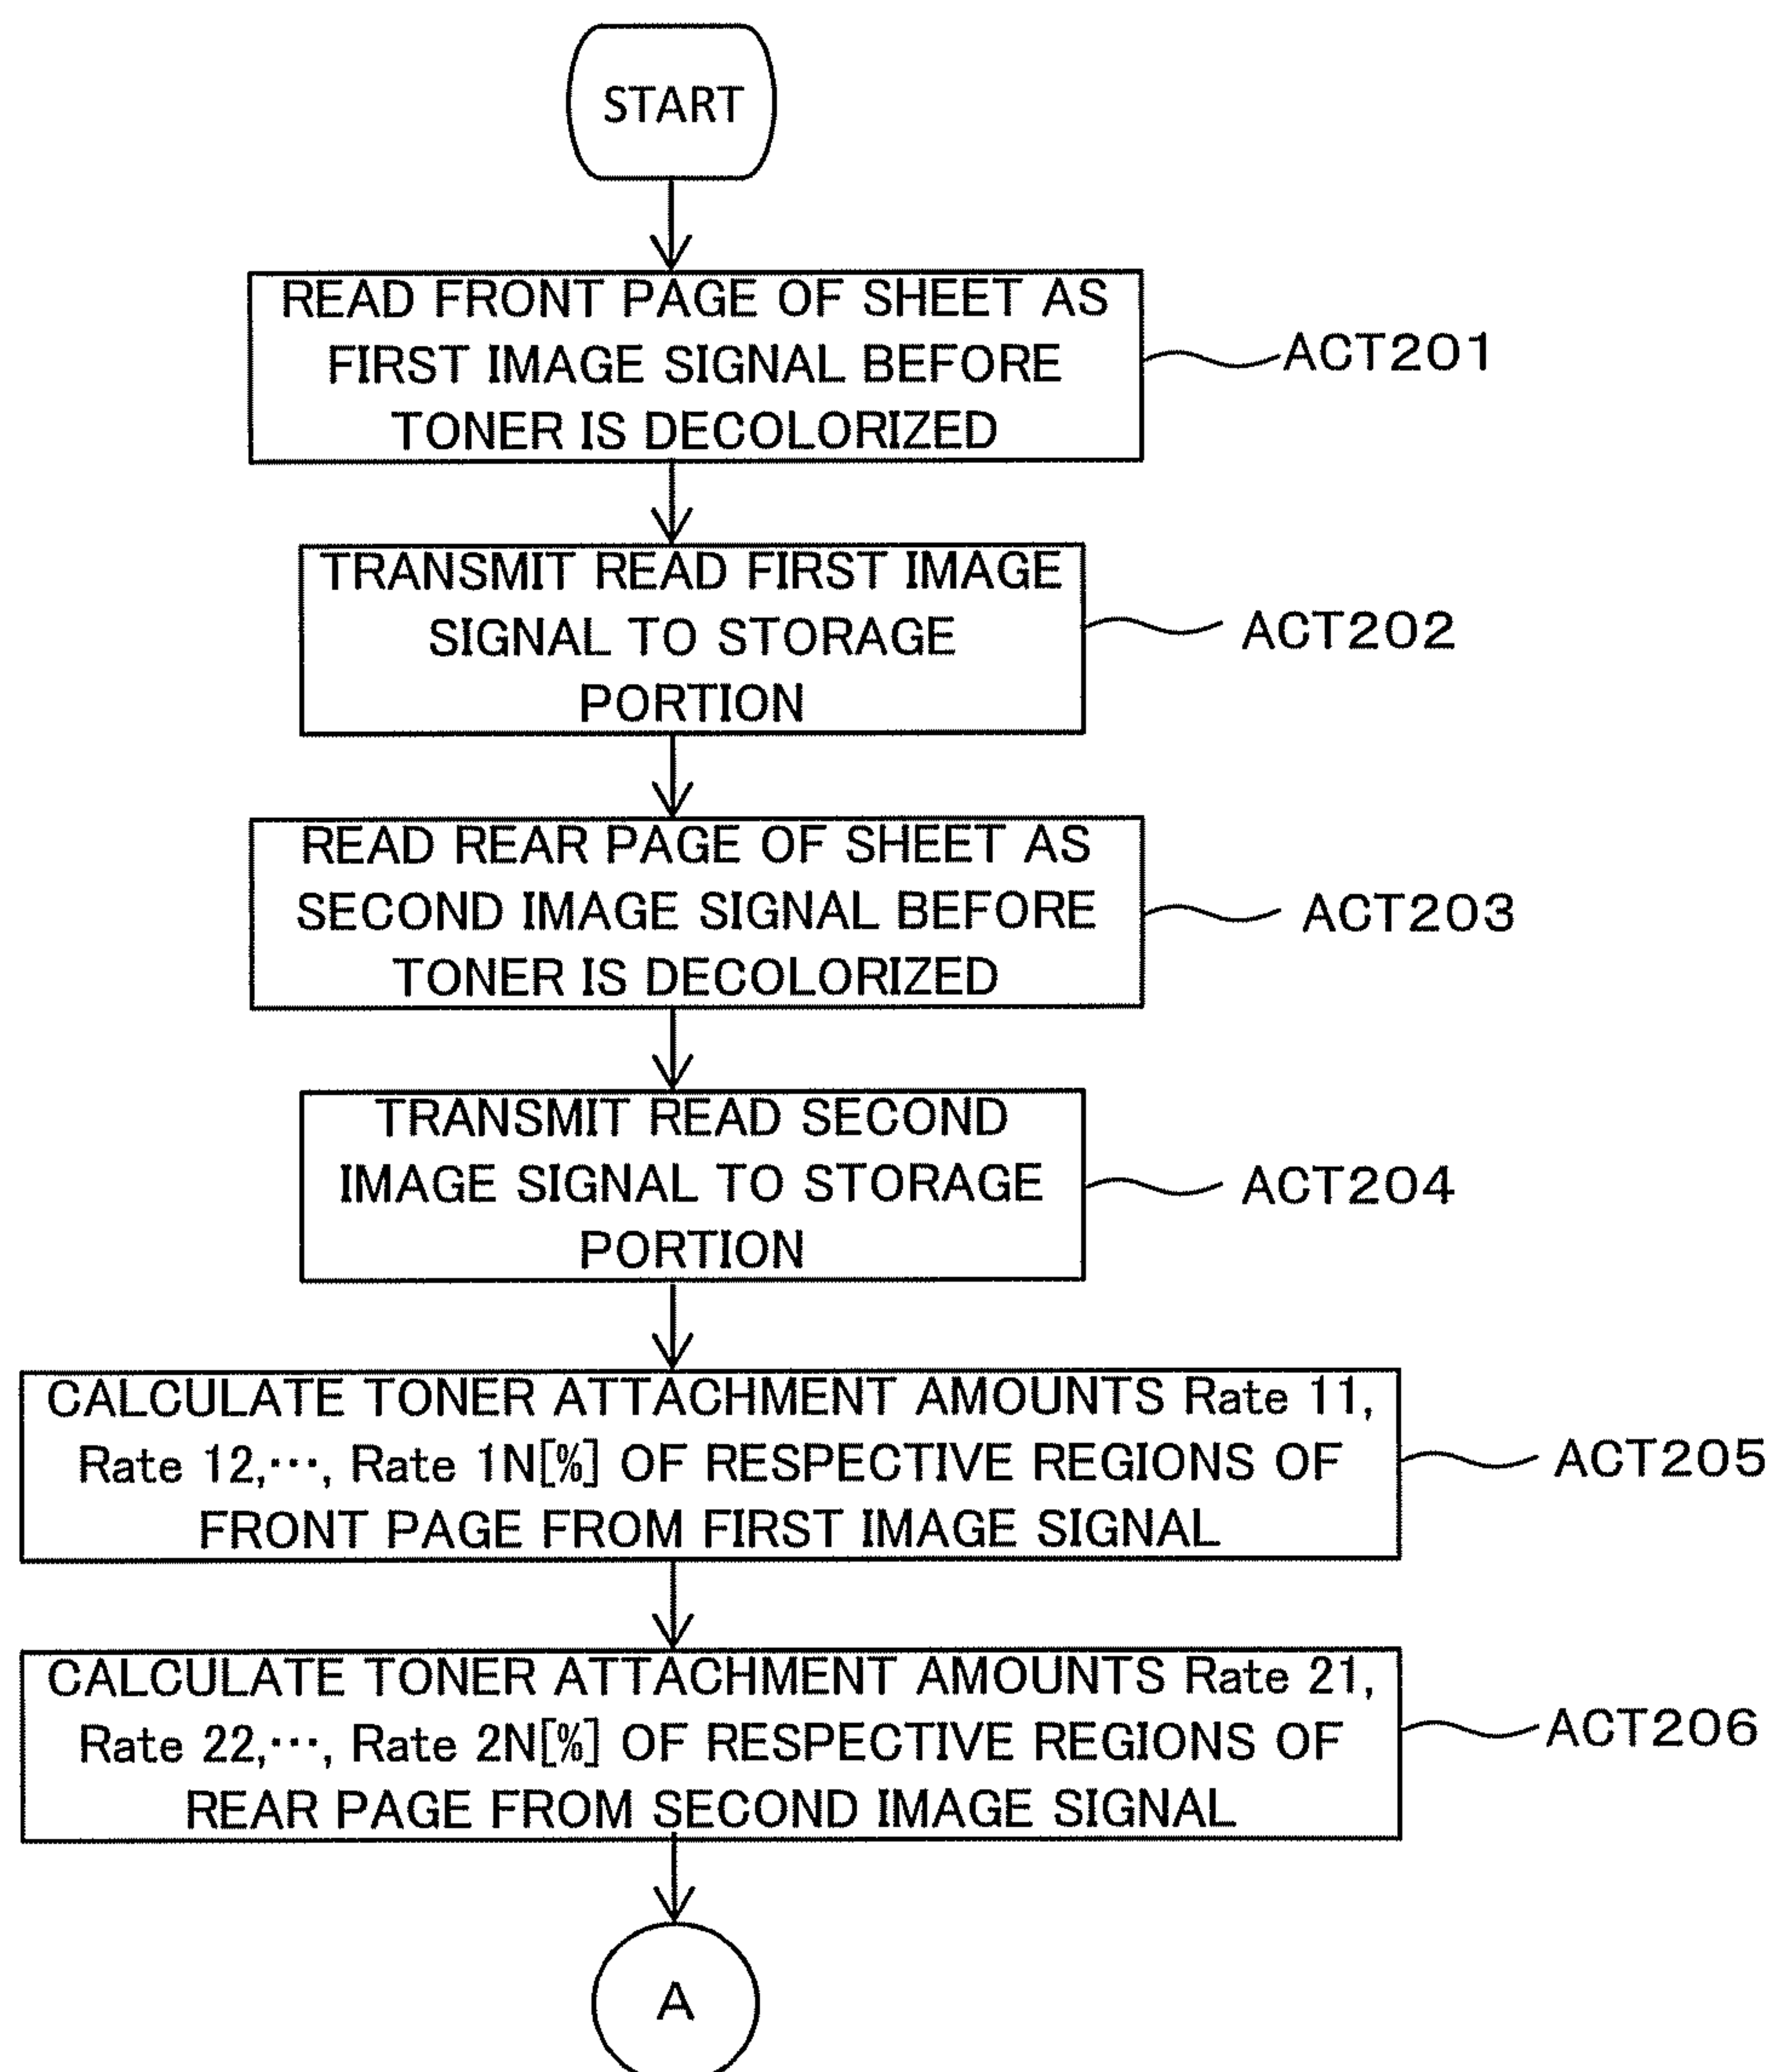 START
READ FRONT PAGE OF SHEET AS
FIRST IMAGE SIGNAL BEFORE
TONER IS DECOLORIZED
ACT201
TRANSMIT READ FIRST IMAGE
SIGNAL TO STORAGE
PORTION
ACT202
READ REAR PAGE OF SHEET AS
SECOND IMAGE SIGNAL BEFORE
TONER IS DECOLORIZED
ACT203
TRANSMIT READ SECOND
IMAGE SIGNAL TO STORAGE
PORTION
ACT204
CALCULATE TONER ATTACHMENT AMOUNTS Rate 11,
Rate 12,···, Rate 1N[%] OF RESPECTIVE REGIONS OF
FRONT PAGE FROM FIRST IMAGE SIGNAL
ACT205
CALCULATE TONER ATTACHMENT AMOUNTS Rate 21,
Rate 22,···, Rate 2N[%] OF RESPECTIVE REGIONS OF
REAR PAGE FROM SECOND IMAGE SIGNAL
ACT206
A